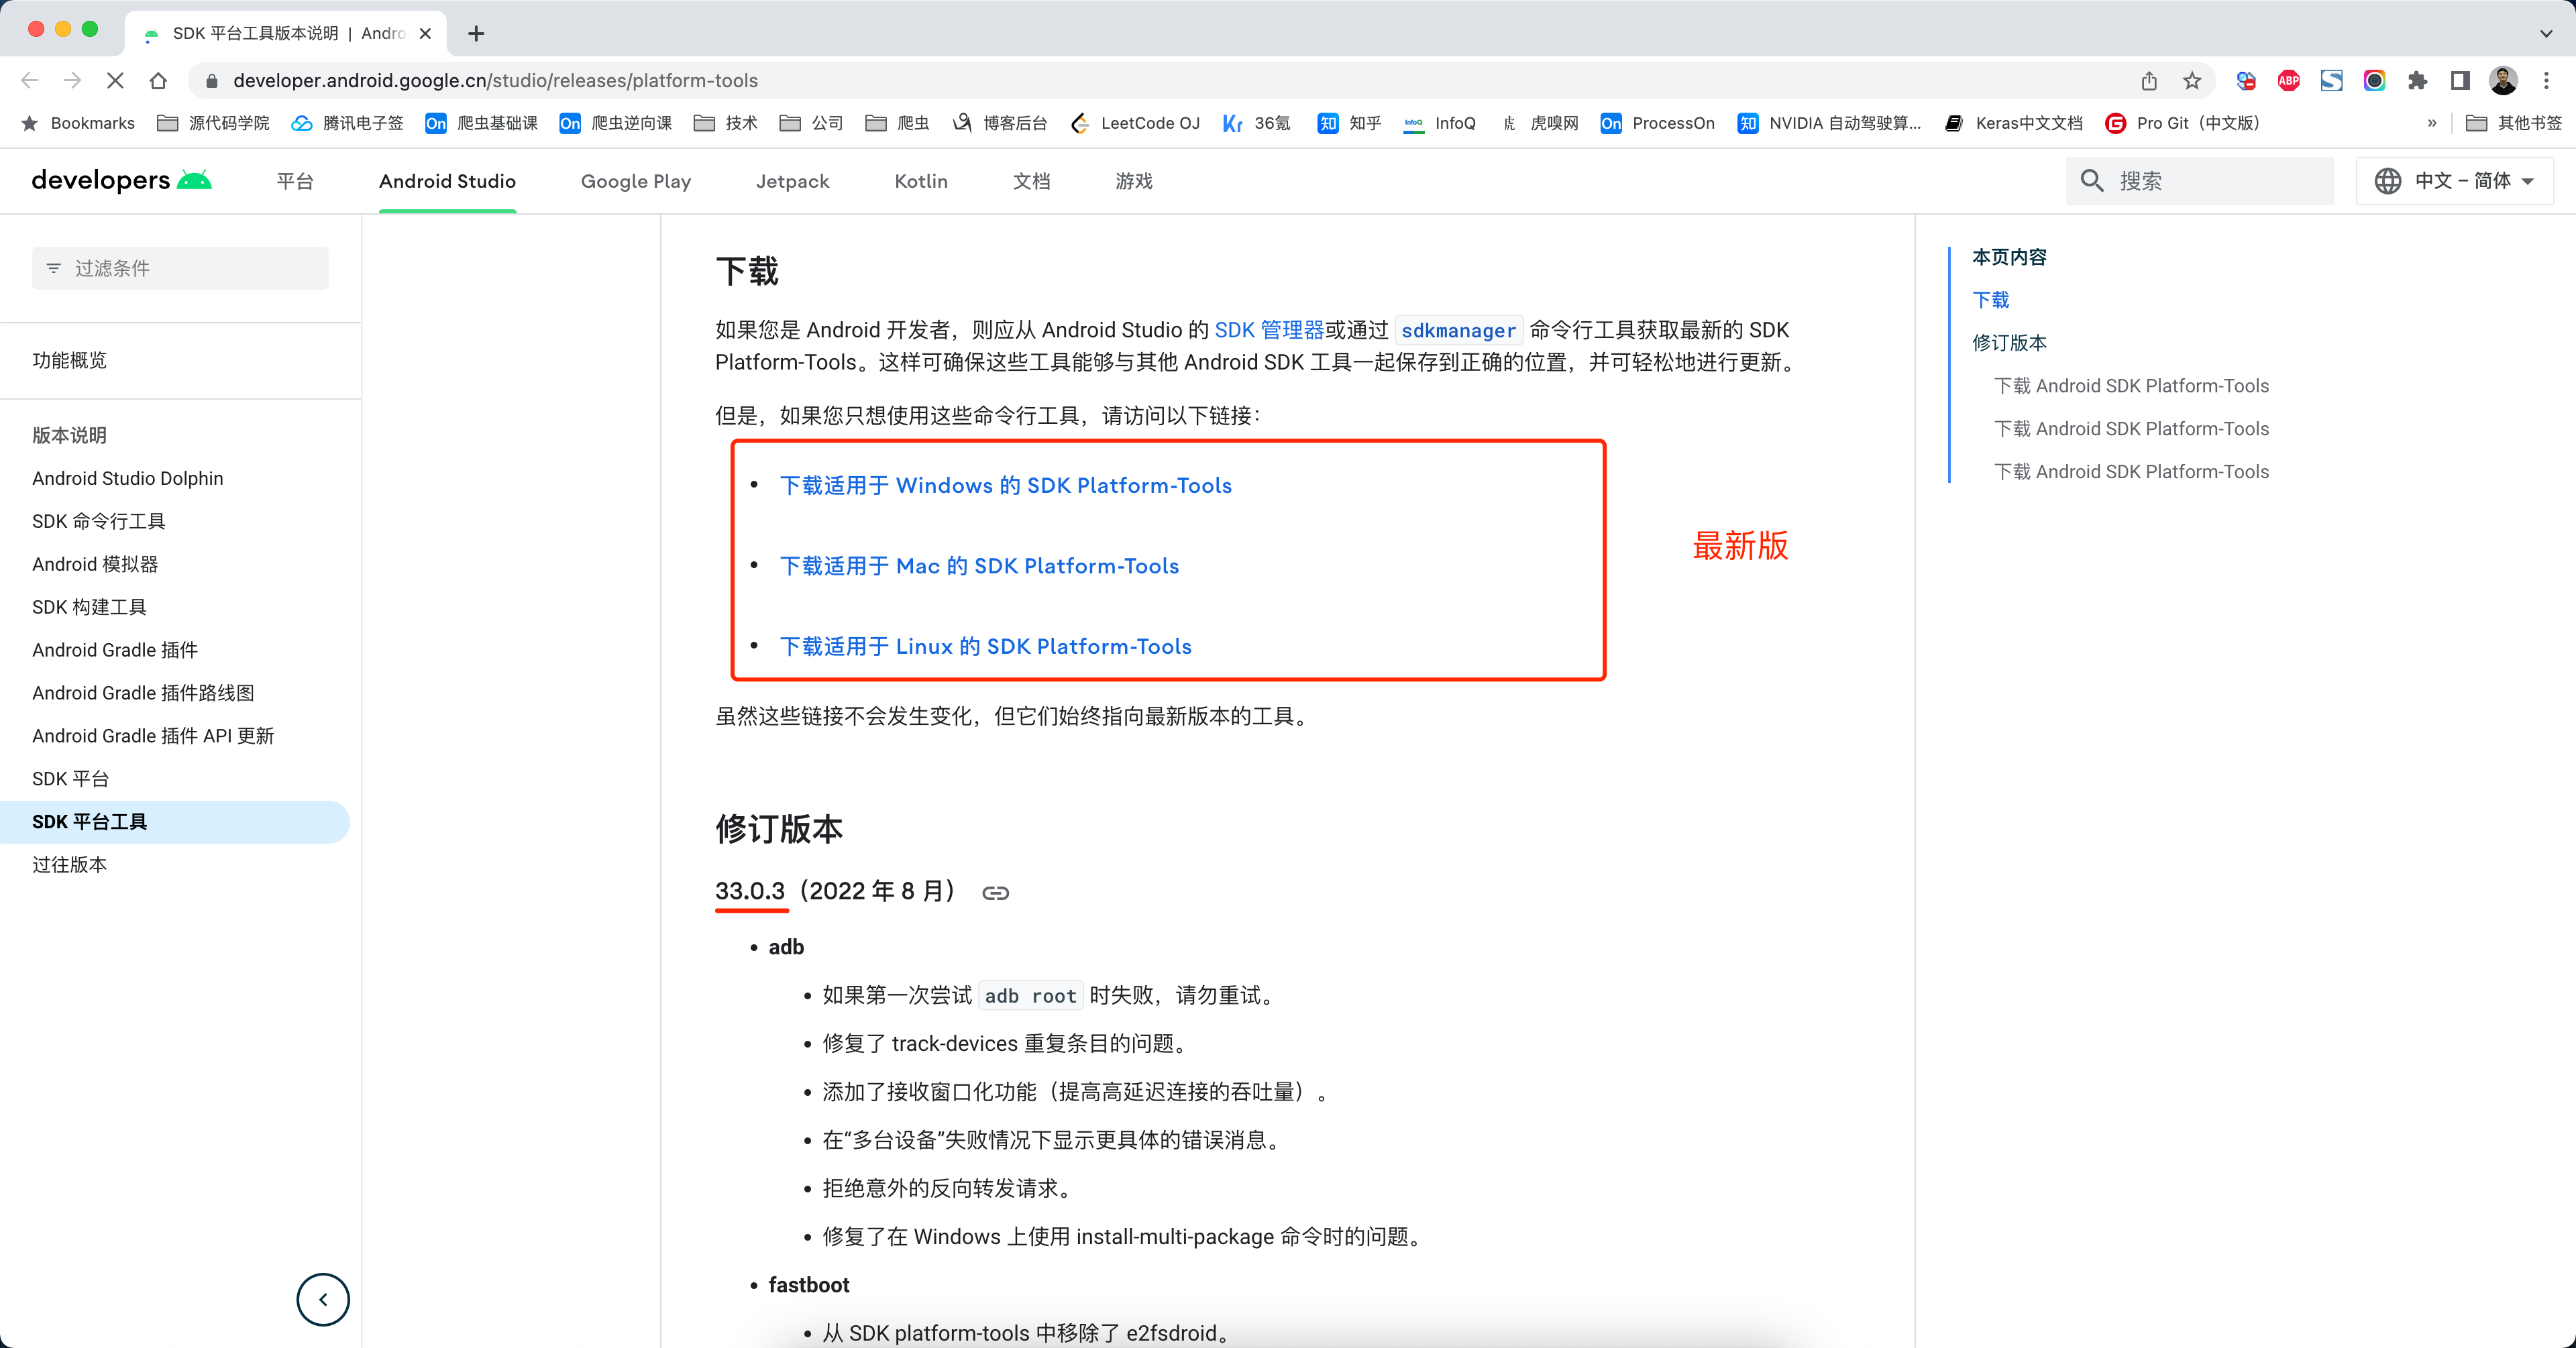 SDK 平台工具版本说明 | Andro
developer.android.google.cn/studio/releases/platform-tools
ABP
Bookmarks 源代码学院 腾讯电子签 On 爬虫基础课 On 爬虫逆向课 技术 公司 爬虫 博客后台 LeetCode OJ Kr 36氪 知 知乎 InfoQ InfoQ 虎 虎嗅网 On ProcessOn 知 NVIDIA 自动驾驶算... Keras中文文档 Pro Git（中文版） » 其他书签
developers 平台 Android Studio Google Play Jetpack Kotlin 文档 游戏 搜索 中文 – 简体
过滤条件
功能概览
版本说明
Android Studio Dolphin
SDK 命令行工具
Android 模拟器
SDK 构建工具
Android Gradle 插件
Android Gradle 插件路线图
Android Gradle 插件 API 更新
SDK 平台
SDK 平台工具
过往版本
下载
如果您是 Android 开发者，则应从 Android Studio 的 SDK 管理器或通过 sdkmanager 命令行工具获取最新的 SDK
Platform-Tools。这样可确保这些工具能够与其他 Android SDK 工具一起保存到正确的位置，并可轻松地进行更新。
但是，如果您只想使用这些命令行工具，请访问以下链接：
• 下载适用于 Windows 的 SDK Platform-Tools
• 下载适用于 Mac 的 SDK Platform-Tools
• 下载适用于 Linux 的 SDK Platform-Tools
最新版
虽然这些链接不会发生变化，但它们始终指向最新版本的工具。
修订版本
33.0.3（2022 年 8 月）
• adb
• 如果第一次尝试 adb root 时失败，请勿重试。
• 修复了 track-devices 重复条目的问题。
• 添加了接收窗口化功能（提高高延迟连接的吞吐量）。
• 在“多台设备”失败情况下显示更具体的错误消息。
• 拒绝意外的反向转发请求。
• 修复了在 Windows 上使用 install-multi-package 命令时的问题。
• fastboot
• 从 SDK platform-tools 中移除了 e2fsdroid。
本页内容
下载
修订版本
下载 Android SDK Platform-Tools
下载 Android SDK Platform-Tools
下载 Android SDK Platform-Tools